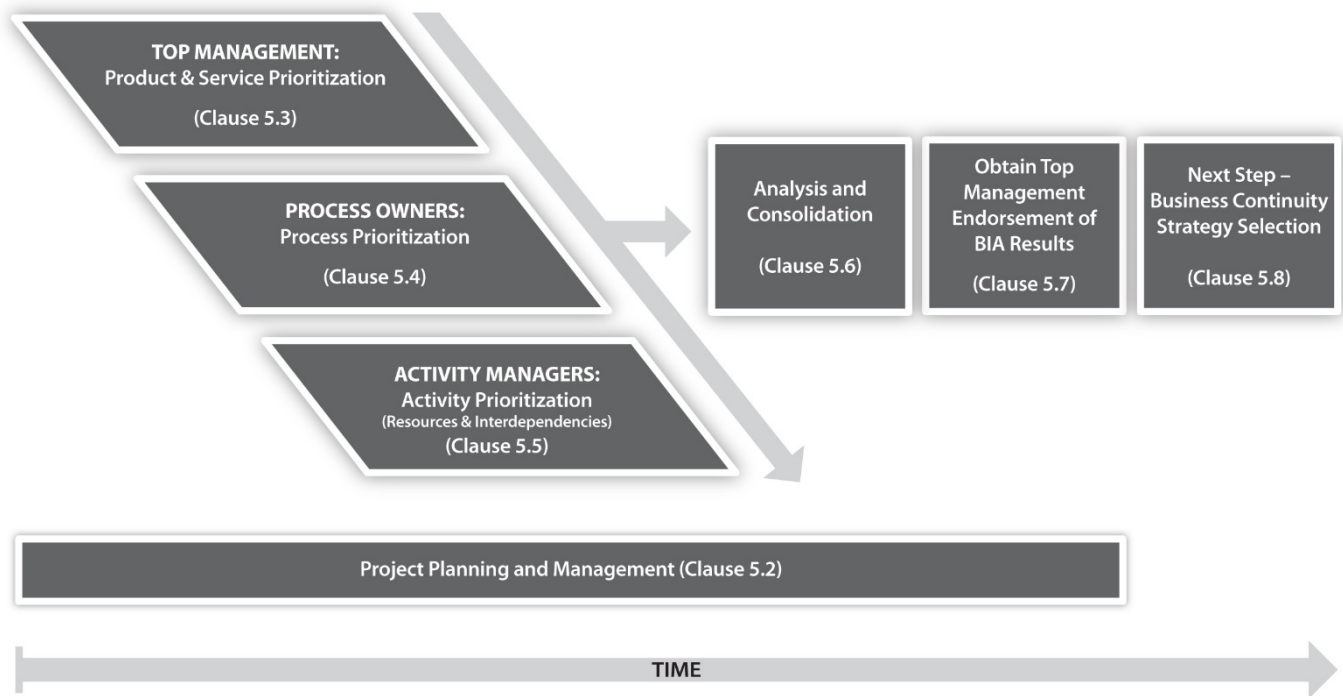 TOP MANAGEMENT:
Product & Service Prioritization
(Clause 5.3)
PROCESS OWNERS:
Process Prioritization
(Clause 5.4)
ACTIVITY MANAGERS:
Activity Prioritization
(Resources & Interdependencies)
(Clause 5.5)
Analysis and
Consolidation
(Clause 5.6)
Obtain Top
Management
Endorsement of
BIA Results
(Clause 5.7)
Next Step –
Business Continuity
Strategy Selection
(Clause 5.8)
Project Planning and Management (Clause 5.2)
TIME